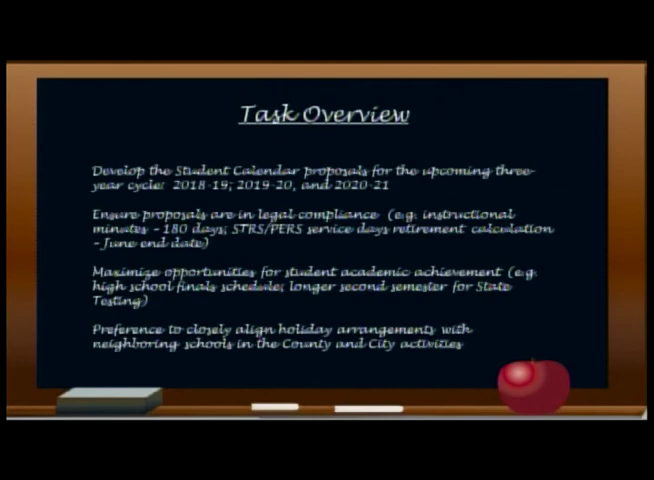 Task Overview
Develop the Student Calendar proposals for the upcoming three-
year cycle: 2018-19; 2019-20, and 2020-21
Ensure proposals are in legal compliance (e.g. instructional
minutes - 180 days; STRS/PERS service days retirement calculation
- June end date)
Maximize opportunities for student academic achievement (e.g.
high school finals schedule; longer second semester for State
Testing)
Preference to closely align holiday arrangements with
neighboring schools in the County and City activities